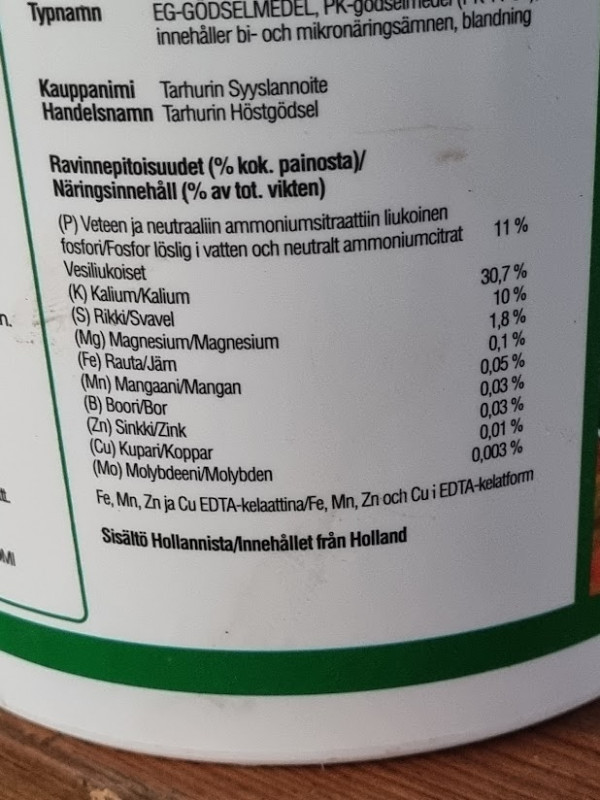 Typnamn EG-GÖDSELMEDEL, PK-gödselmedel
innehåller bi- och mikronäringsämnen, blandning
Kauppanimi Tarhurin Syyslannoite
Handelsnamn Tarhurin Höstgödsel
Ravinnepitoisuudet (% kok. painosta)/
Näringsinnehåll (% av tot. vikten)
(P) Veteen ja neutraaliin ammoniumsitraattiin liukoinen
fosfori/Fosfor löslig i vatten och neutralt ammoniumcitrat 11 %
Vesiliukoiset
(K) Kalium/Kalium 30,7 %
(S) Rikki/Svavel 10 %
(Mg) Magnesium/Magnesium 1,8 %
(Fe) Rauta/Järn 0,1 %
(Mn) Mangaani/Mangan 0,05 %
(B) Boori/Bor 0,03 %
(Zn) Sinkki/Zink 0,03 %
(Cu) Kupari/Koppar 0,01 %
(Mo) Molybdeeni/Molybden 0,003 %
Fe, Mn, Zn ja Cu EDTA-kelaattina/Fe, Mn, Zn och Cu i EDTA-kelatform
Sisältö Hollannista/Innehållet från Holland